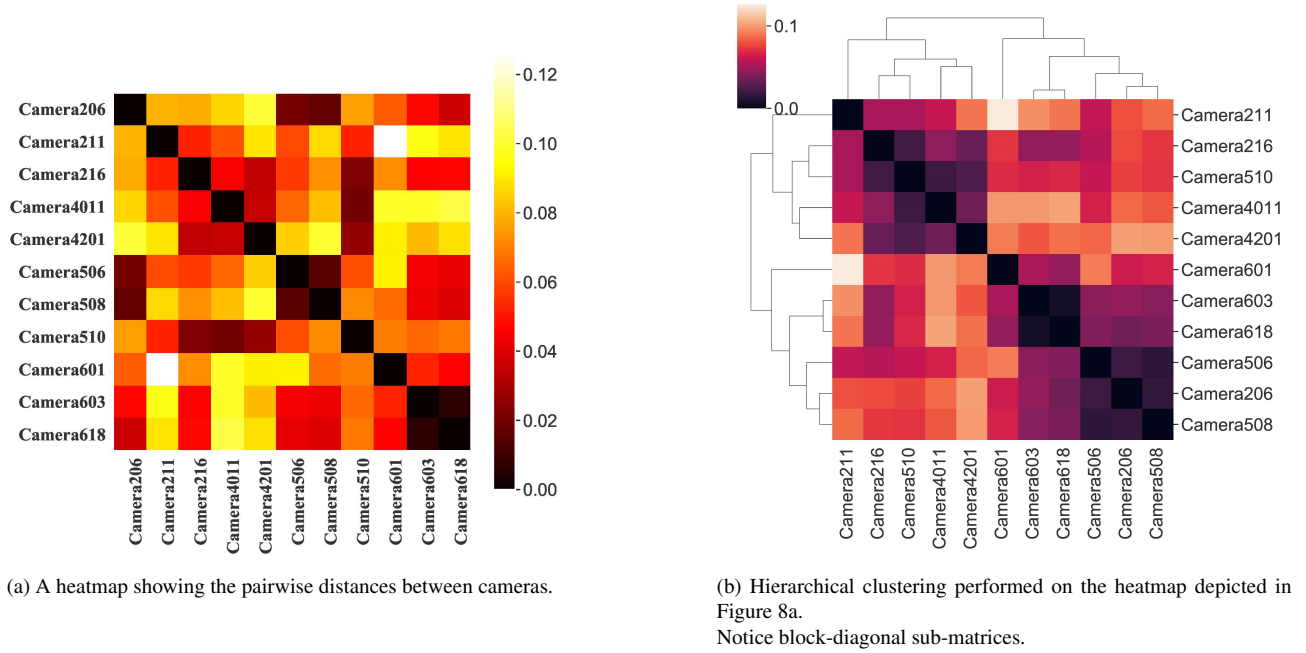 Camera206
Camera211
Camera216
Camera4011
Camera4201
Camera506
Camera508
Camera510
Camera601
Camera603
Camera618
Camera206
Camera211
Camera216
Camera4011
Camera4201
Camera506
Camera508
Camera510
Camera601
Camera603
Camera618
0.12
0.10
0.08
0.06
0.04
0.02
0.00
(a) A heatmap showing the pairwise distances between cameras.
0.1
0.0
Camera211
Camera216
Camera510
Camera4011
Camera4201
Camera601
Camera603
Camera618
Camera506
Camera206
Camera508
Camera211
Camera216
Camera510
Camera4011
Camera4201
Camera601
Camera603
Camera618
Camera506
Camera206
Camera508
(b) Hierarchical clustering performed on the heatmap depicted in
Figure 8a.
Notice block-diagonal sub-matrices.